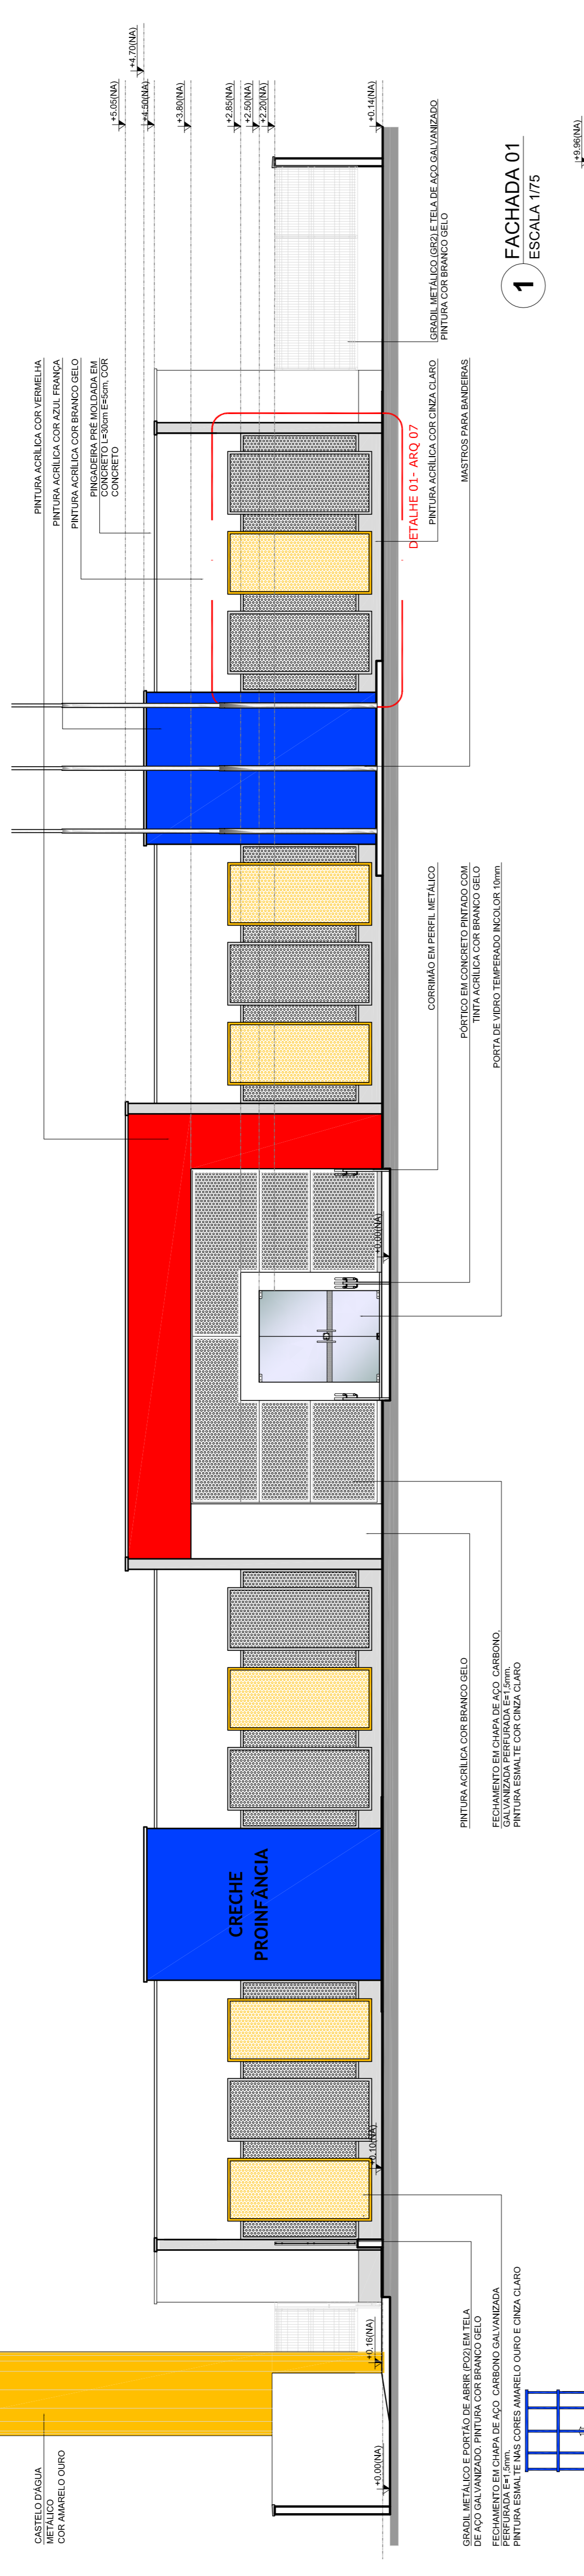 CASTELO D'ÁGUA
METÁLICO
COR AMARELO OURO
PINTURA ACRÍLICA COR VERMELHA
PINTURA ACRÍLICA COR AZUL FRANÇA
PINTURA ACRÍLICA COR BRANCO GELO
PINGADEIRA PRÉ MOLDADA EM
CONCRETO L=30cm E=5cm, COR
CONCRETO
+5.05(NA)
+4.70(NA)
+4.50(NA)
+3.80(NA)
+2.85(NA)
+2.50(NA)
+2.20(NA)
+0.14(NA)
CRECHE
PROINFÂNCIA
+0.00(NA)
+0.16(NA)
+0.10(NA)
+0.00(NA)
DETALHE 01- ARQ 07
GRADIL METÁLICO E PORTÃO DE ABRIR (PO2) EM TELA
DE AÇO GALVANIZADO. PINTURA COR BRANCO GELO
FECHAMENTO EM CHAPA DE AÇO CARBONO GALVANIZADA
PERFURADA E=1,5mm.
PINTURA ESMALTE NAS CORES AMARELO OURO E CINZA CLARO
PINTURA ACRÍLICA COR BRANCO GELO
FECHAMENTO EM CHAPA DE AÇO CARBONO,
GALVANIZADA PERFURADA E=1,5mm.
PINTURA ESMALTE COR CINZA CLARO
CORRIMÃO EM PERFIL METÁLICO
PÓRTICO EM CONCRETO PINTADO COM
TINTA ACRÍLICA COR BRANCO GELO
PORTA DE VIDRO TEMPERADO INCOLOR 10mm
GRADIL METÁLICO (GR2) E TELA DE AÇO GALVANIZADO
PINTURA COR BRANCO GELO
PINTURA ACRÍLICA COR CINZA CLARO
MASTROS PARA BANDEIRAS
1
FACHADA 01
ESCALA 1/75
+9.96(NA)